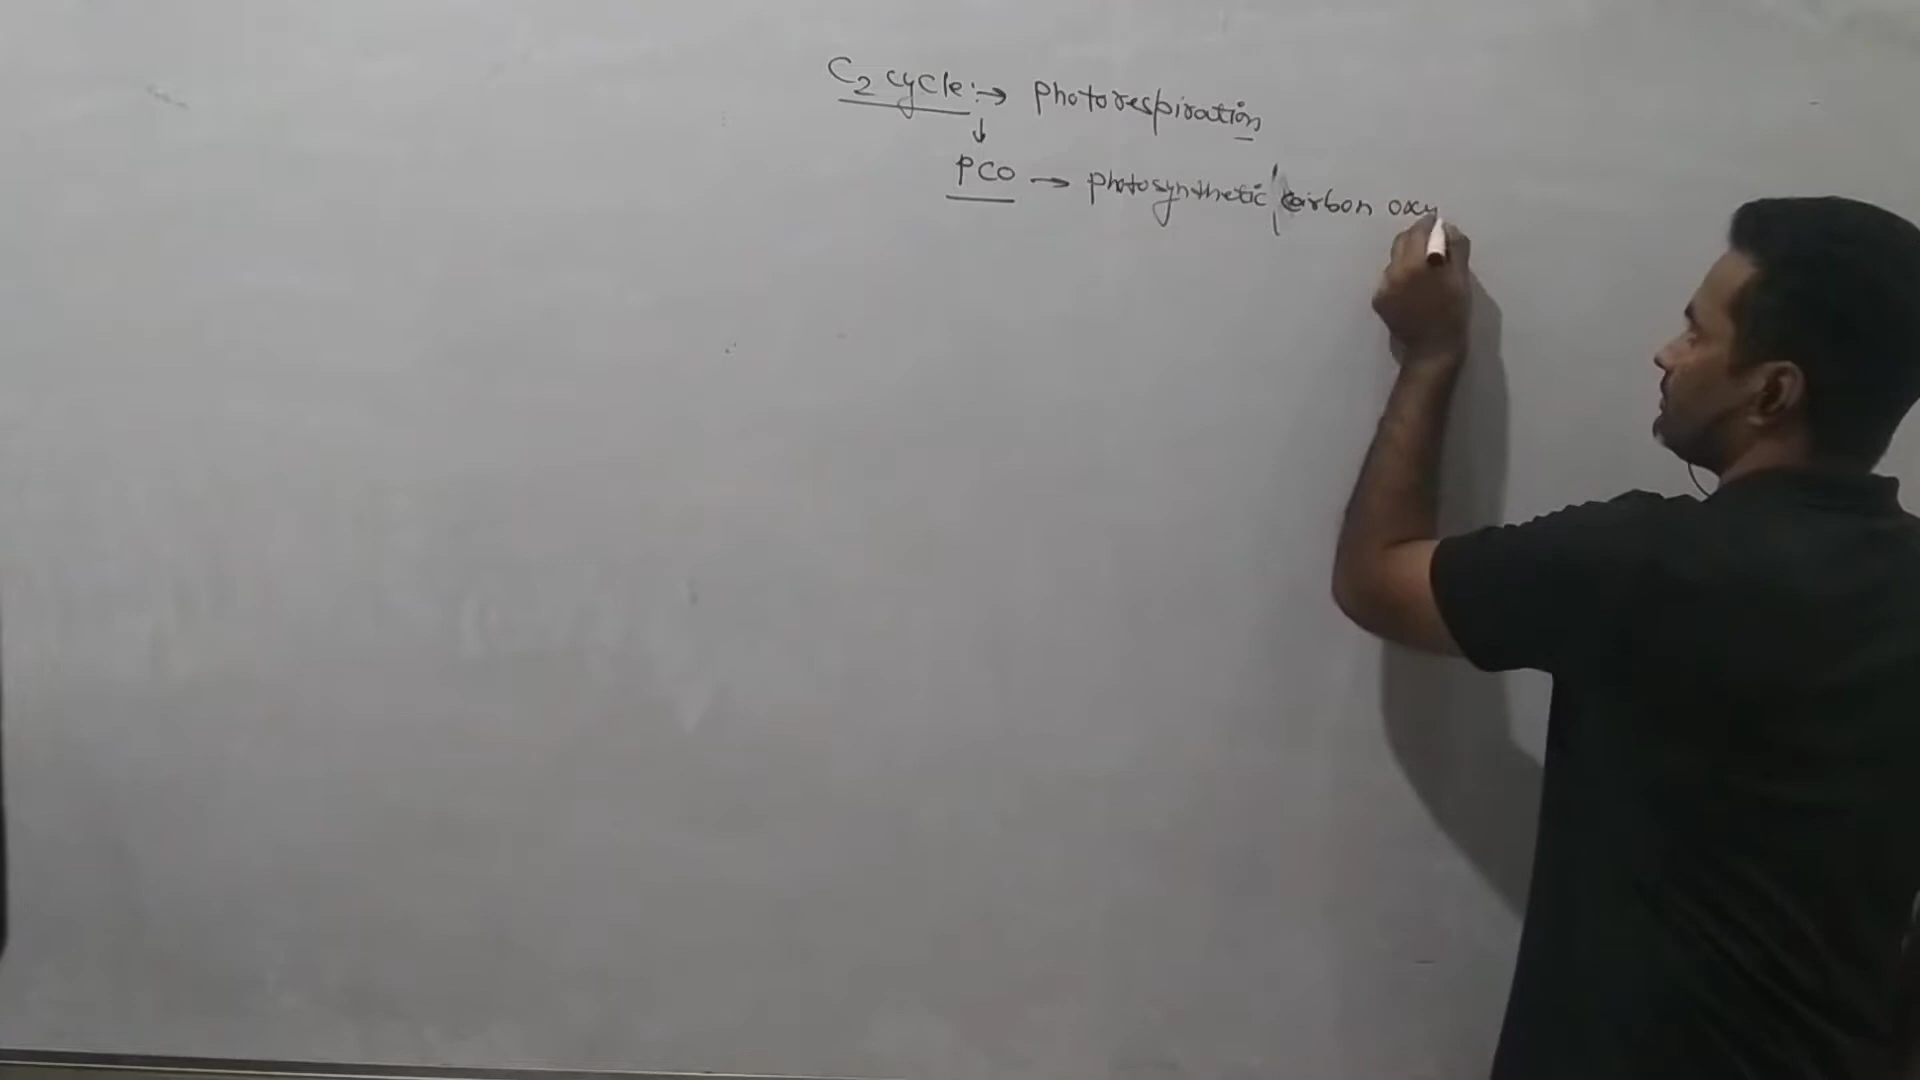 C2 cycle :→ photorespiration
↓
PCO → photosynthetic carbon oxy